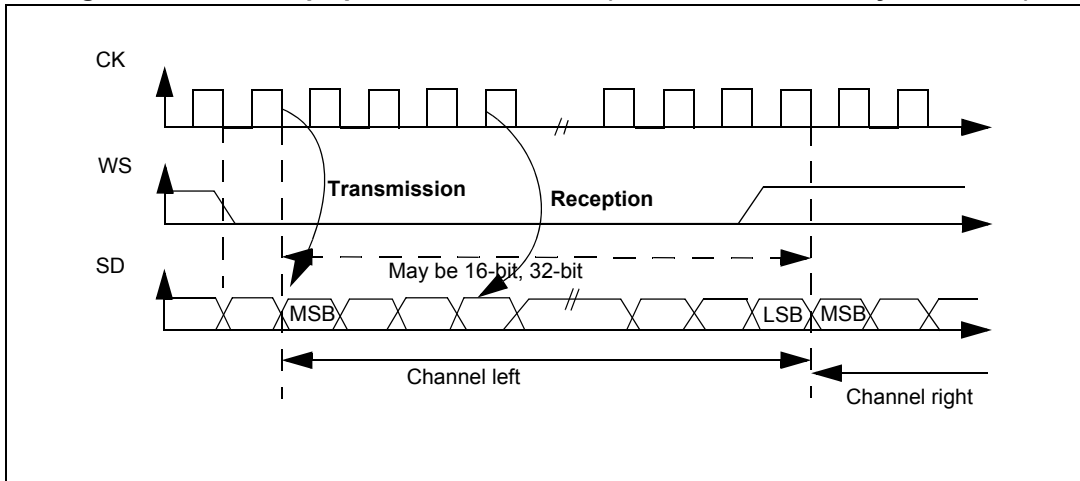 CK
WS
Transmission
Reception
SD
May be 16-bit, 32-bit
MSB
LSB
MSB
Channel left
Channel right